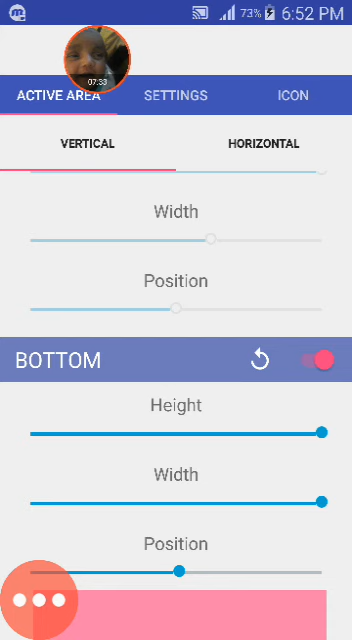 73% 6:52 PM
07:33
ACTIVE AREA SETTINGS ICON
VERTICAL HORIZONTAL
Width
Position
BOTTOM
Height
Width
Position